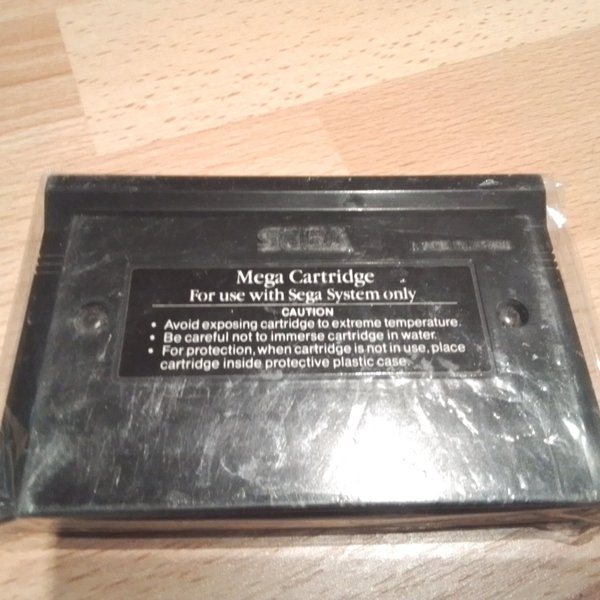 SEGA
Mega Cartridge
For use with Sega System only
CAUTION
• Avoid exposing cartridge to extreme temperature.
• Be careful not to immerse cartridge in water.
• For protection, when cartridge is not in use, place
cartridge inside protective plastic case.